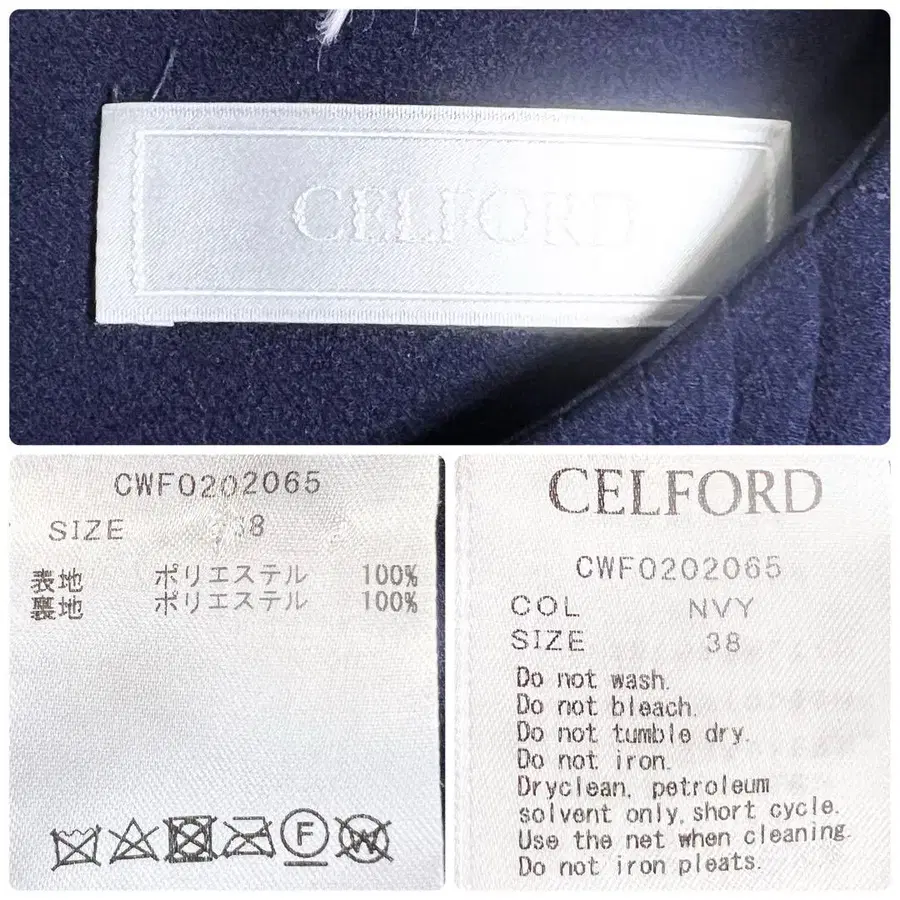 CELFORD
CWF0202065
SIZE 38
表地 ポリエステル 100%
裏地 ポリエステル 100%
F W
CELFORD
CWF0202065
COL NVY
SIZE 38
Do not wash.
Do not bleach.
Do not tumble dry.
Do not iron.
Dryclean, petroleum
solvent only, short cycle.
Use the net when cleaning.
Do not iron pleats.